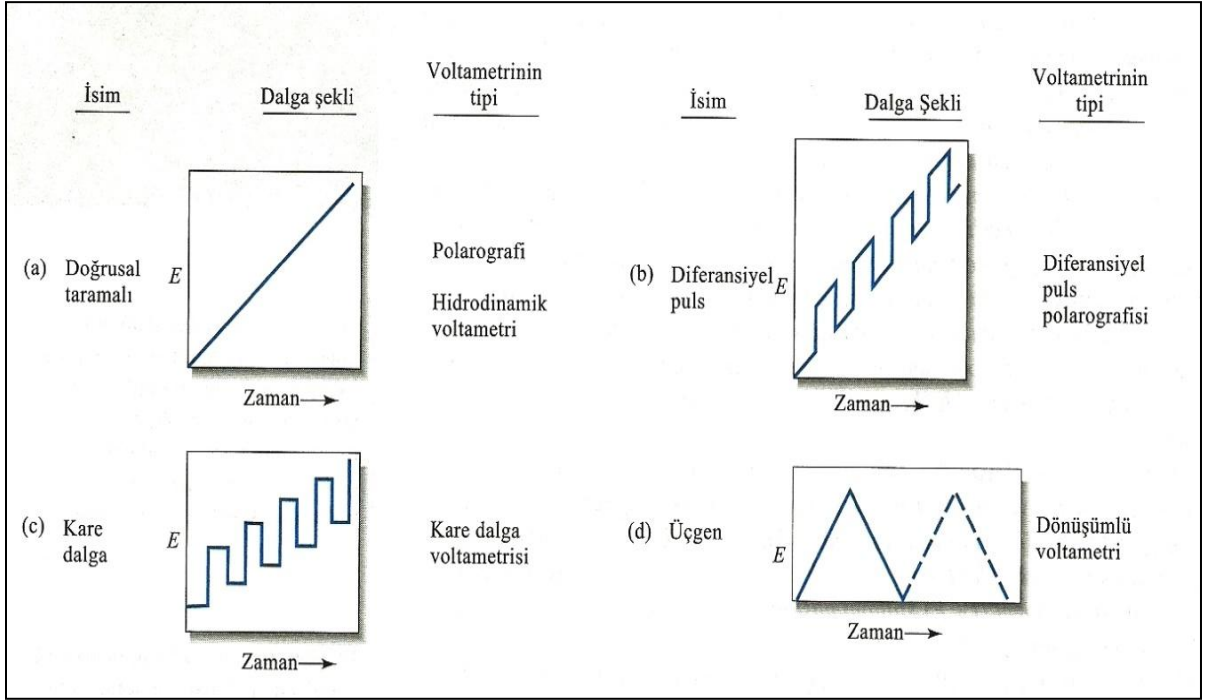 İsim
Dalga şekli
Voltametrinin
tipi
(a) Doğrusal
taramalı
E
Zaman→
Polarografi
Hidrodinamik
voltametri
İsim
Dalga Şekli
Voltametrinin
tipi
(b) Diferansiyel
puls
E
Zaman→
Diferansiyel
puls
polarografisi
(c) Kare
dalga
E
Zaman→
Kare dalga
voltametrisi
(d) Üçgen
E
Zaman→
Dönüşümlü
voltametri